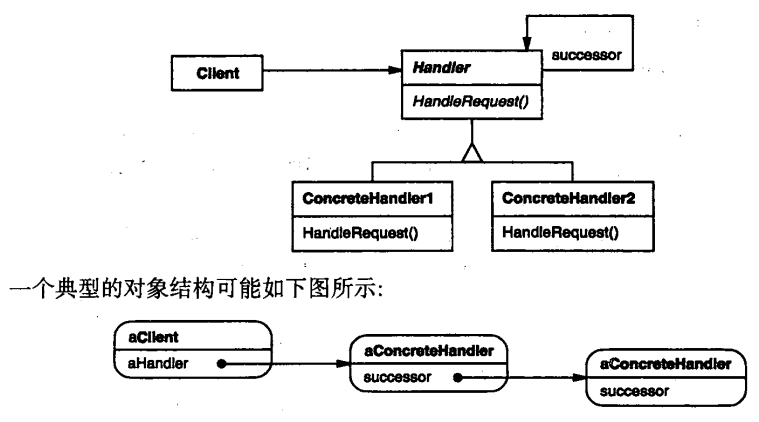 Client
Handler
successor
HandleRequest()
ConcreteHandler1
ConcreteHandler2
HandleRequest()
HandleRequest()
一个典型的对象结构可能如下图所示:
aClient
aHandler
aConcreteHandler
successor
aConcreteHandler
successor